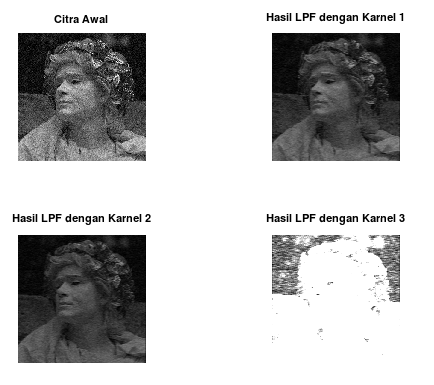 Citra Awal
Hasil LPF dengan Karnel 1
Hasil LPF dengan Karnel 2
Hasil LPF dengan Karnel 3